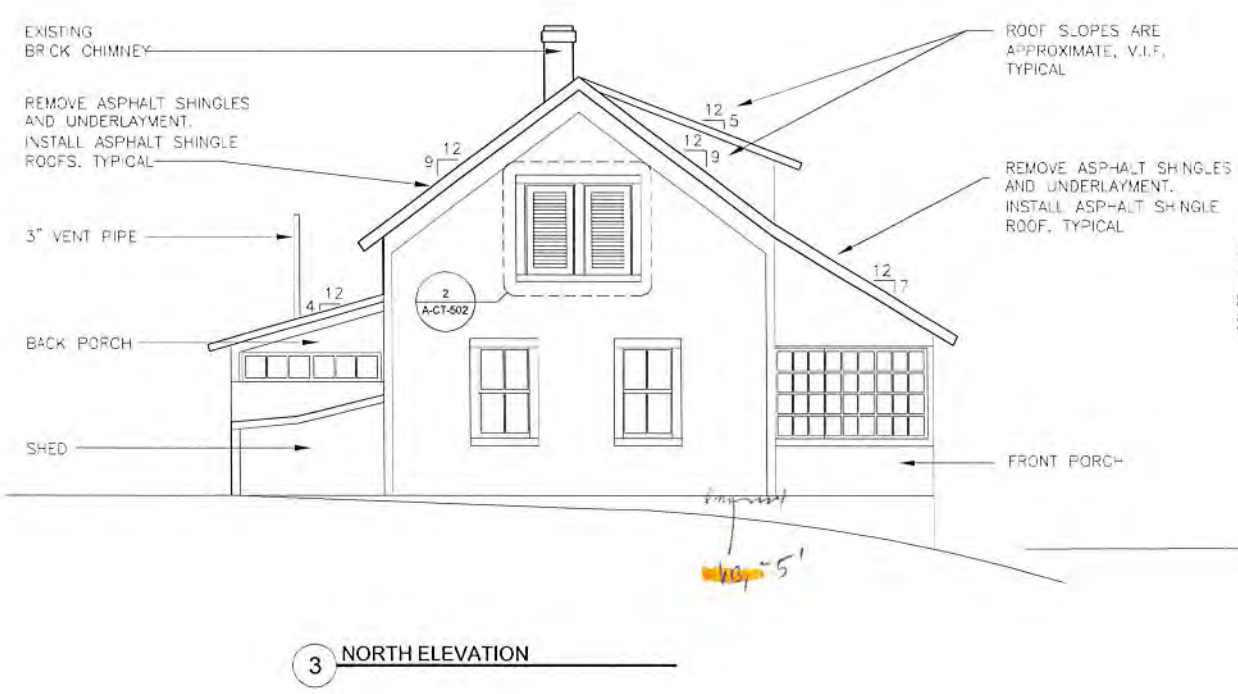 EXISTING
BRICK CHIMNEY
REMOVE ASPHALT SHINGLES
AND UNDERLAYMENT.
INSTALL ASPHALT SHINGLE
ROOFS. TYPICAL
3" VENT PIPE
BACK PORCH
SHED
12
9
12
4
2
A-CT-502
12
5
12
9
12
7
ROOF SLOPES ARE
APPROXIMATE, V.I.F.
TYPICAL
REMOVE ASPHALT SHINGLES
AND UNDERLAYMENT.
INSTALL ASPHALT SHINGLE
ROOF. TYPICAL
FRONT PORCH
5'
3 NORTH ELEVATION